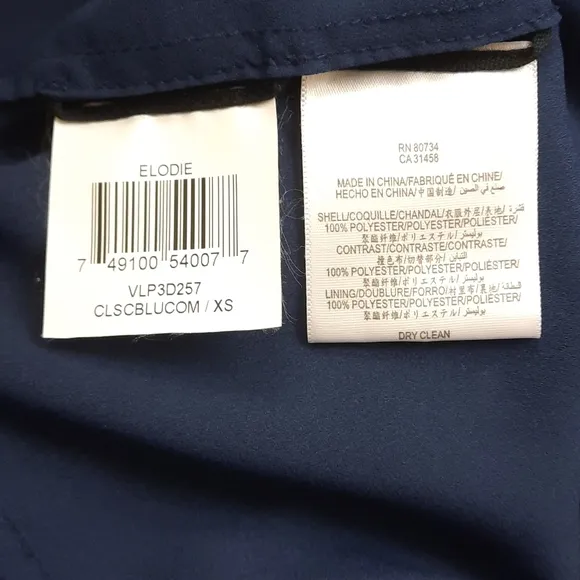 ELODIE
7 49100 54007 7
VLP3D257
CLSCBLUCOM / XS
RN 80734
CA 31458
MADE IN CHINA/FABRIQUÉ EN CHINE/
HECHO EN CHINA/中国制造/صنع في الصين
SHELL/COQUILLE/CHANDAL/衣服外层/表地/قشرة
100% POLYESTER/POLYESTER/POLIÉSTER/
聚酯纤维/ポリエステル/بوليستر
CONTRAST/CONTRASTE/CONTRASTE/
撞色布/切替部分/التباين
100% POLYESTER/POLYESTER/POLIÉSTER/
聚酯纤维/ポリエステル/بوليستر
LINING/DOUBLURE/FORRO/村里布/裏地/البطانة
100% POLYESTER/POLYESTER/POLIÉSTER/
聚酯纤维/ポリエステル/بوليستر
DRY CLEAN